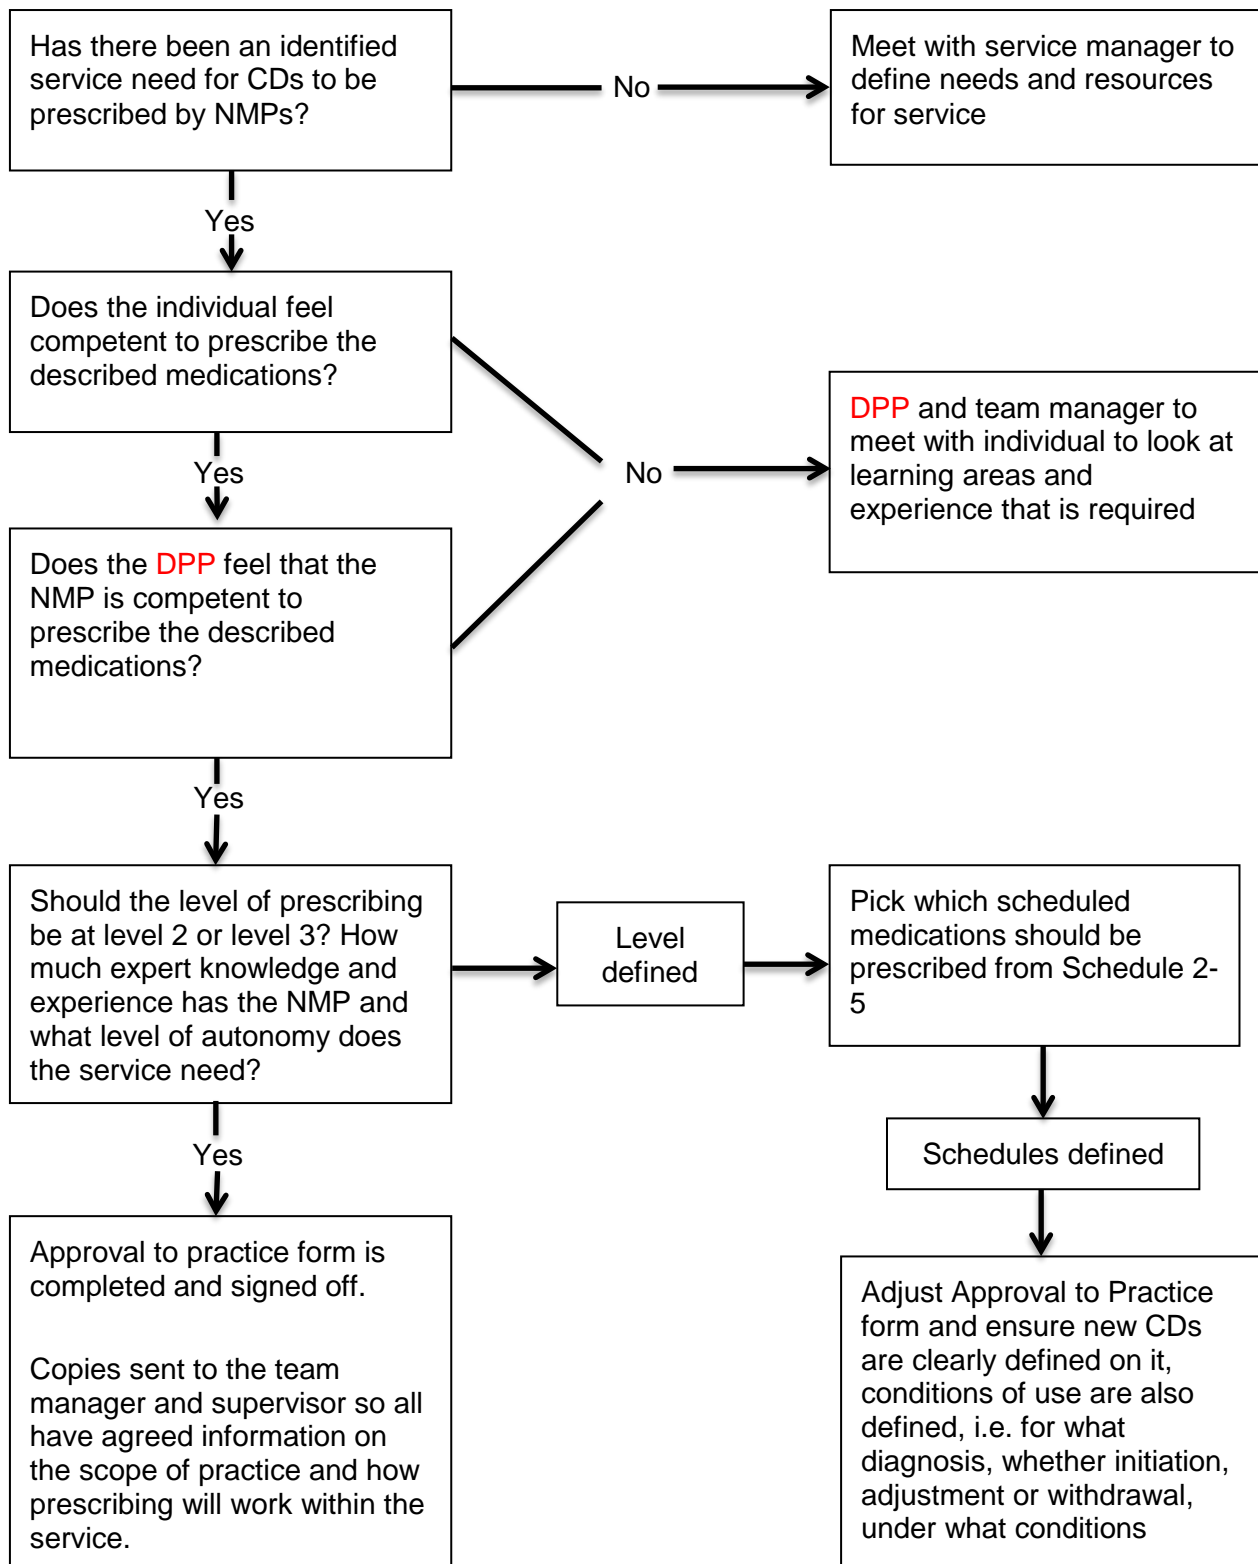 Has there been an identified
service need for CDs to be
prescribed by NMPs?
No
Meet with service manager to
define needs and resources
for service
Yes
Does the individual feel
competent to prescribe the
described medications?
Yes
No
DPP and team manager to
meet with individual to look at
learning areas and
experience that is required
Does the DPP feel that the
NMP is competent to
prescribe the described
medications?
Yes
Should the level of prescribing
be at level 2 or level 3? How
much expert knowledge and
experience has the NMP and
what level of autonomy does
the service need?
Level
defined
Pick which scheduled
medications should be
prescribed from Schedule 2-
5
Yes
Schedules defined
Approval to practice form is
completed and signed off.
Copies sent to the team
manager and supervisor so all
have agreed information on
the scope of practice and how
prescribing will work within the
service.
Adjust Approval to Practice
form and ensure new CDs
are clearly defined on it,
conditions of use are also
defined, i.e. for what
diagnosis, whether initiation,
adjustment or withdrawal,
under what conditions